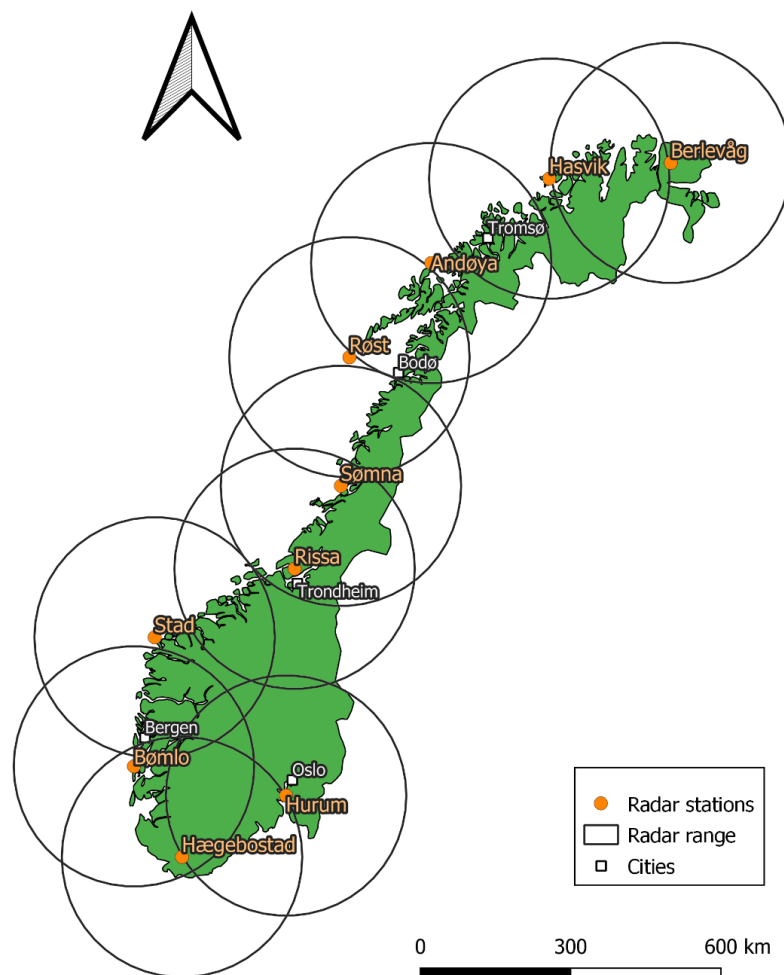 Berlevåg
Hasvik
Tromsø
Andøya
Røst
Bodø
Sømna
Rissa
Trondheim
Stad
Bergen
Bømlo
Oslo
Hurum
Hægebostad
Radar stations
Radar range
Cities
0 300 600 km